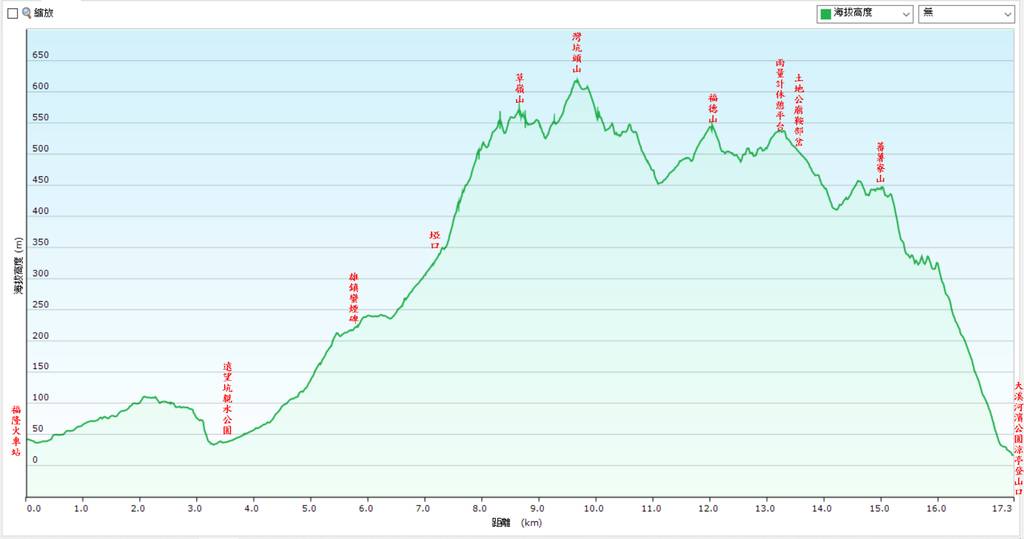 縮放
海拔高度
無
650
600
550
500
450
400
350
300
250
200
150
100
50
0
海拔高度 (m)
福隆火車站
遠望坑親水公園
雄鎮蠻煙碑
埡口
草嶺山
灣坑頭山
福德山
雨量計休憩平台
土地公廟鞍部岔
蕃薯寮山
大溪河濱公園涼亭登山口
0.0 1.0 2.0 3.0 4.0 5.0 6.0 7.0 8.0 9.0 10.0 11.0 12.0 13.0 14.0 15.0 16.0 17.3
距離 (km)